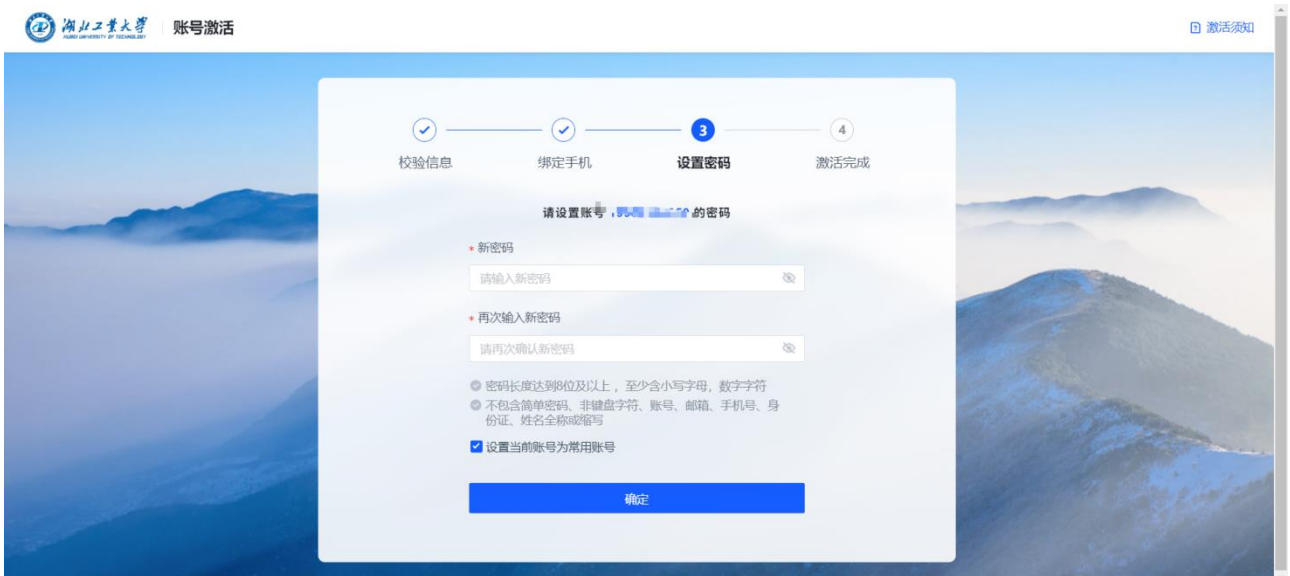 湖北工业大学
HUBEI UNIVERSITY OF TECHNOLOGY
账号激活
激活须知
3
4
校验信息
绑定手机
设置密码
激活完成
请设置账号 的密码
* 新密码
请输入新密码
* 再次输入新密码
请再次确认新密码
密码长度达到8位及以上，至少含小写字母，数字字符
不包含简单密码、非键盘字符、账号、邮箱、手机号、身
份证、姓名全称或缩写
设置当前账号为常用账号
确定